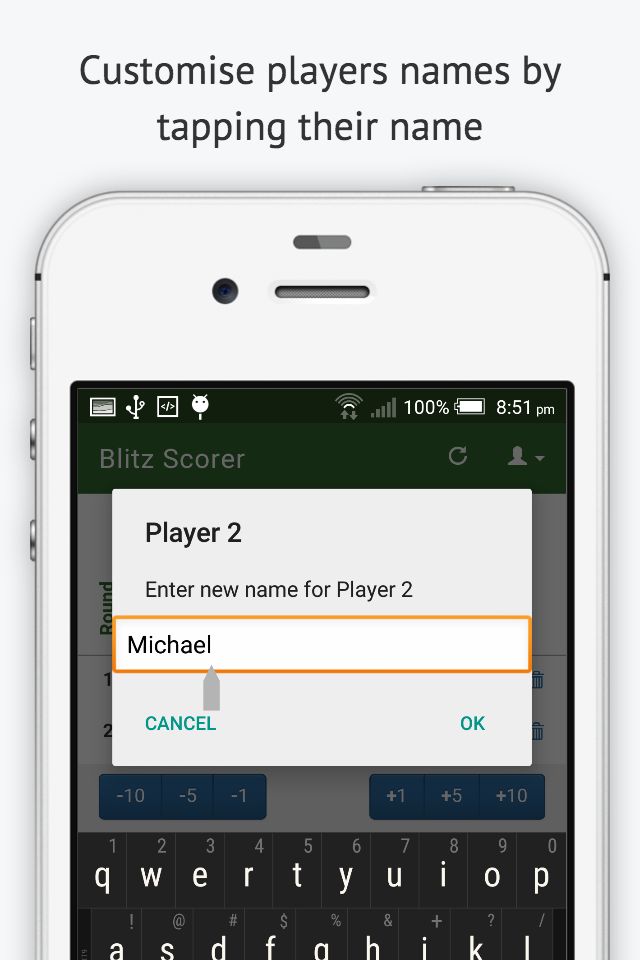 Customise players names by
tapping their name
100% 8:51 pm
Blitz Scorer
Player 2
Enter new name for Player 2
Round
Michael
1
CANCEL OK
2
-10 -5 -1 +1 +5 +10
1 2 3 4 5 6 7 8 9 0
q w e r t y u i o p
! @ # $ % & + ? /
a s d f g h j k l